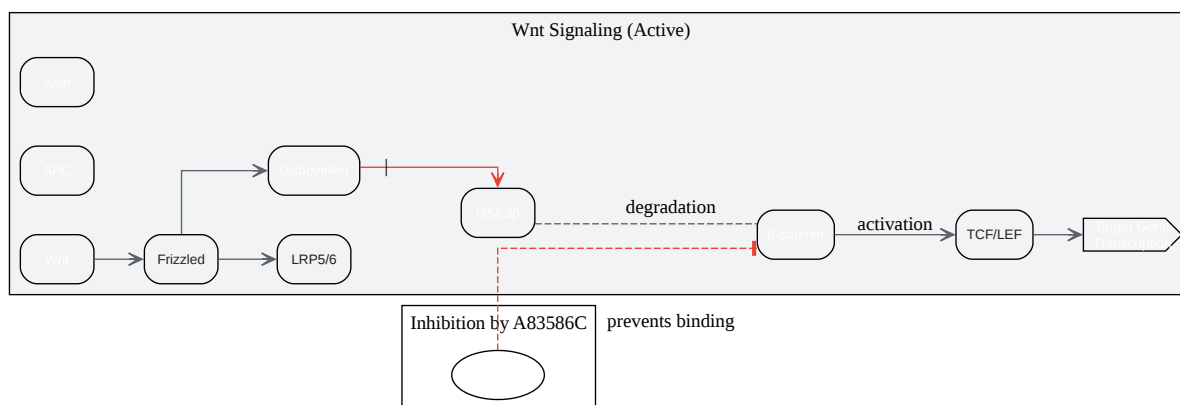 Wnt Signaling (Active)
Axin
APC
Dishevelled
GSK3β
degradation
β-catenin
activation
TCF/LEF
Target Gene
Transcription
Wnt
Frizzled
LRP5/6
Inhibition by A83586C
prevents binding